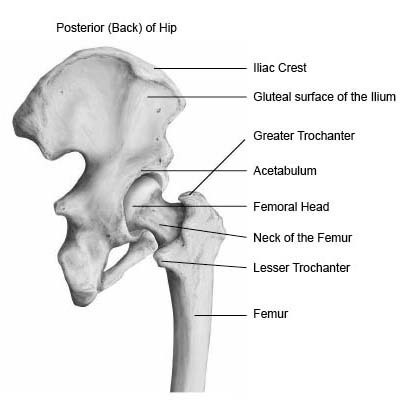 Posterior (Back) of Hip
Iliac Crest
Gluteal surface of the Ilium
Greater Trochanter
Acetabulum
Femoral Head
Neck of the Femur
Lesser Trochanter
Femur